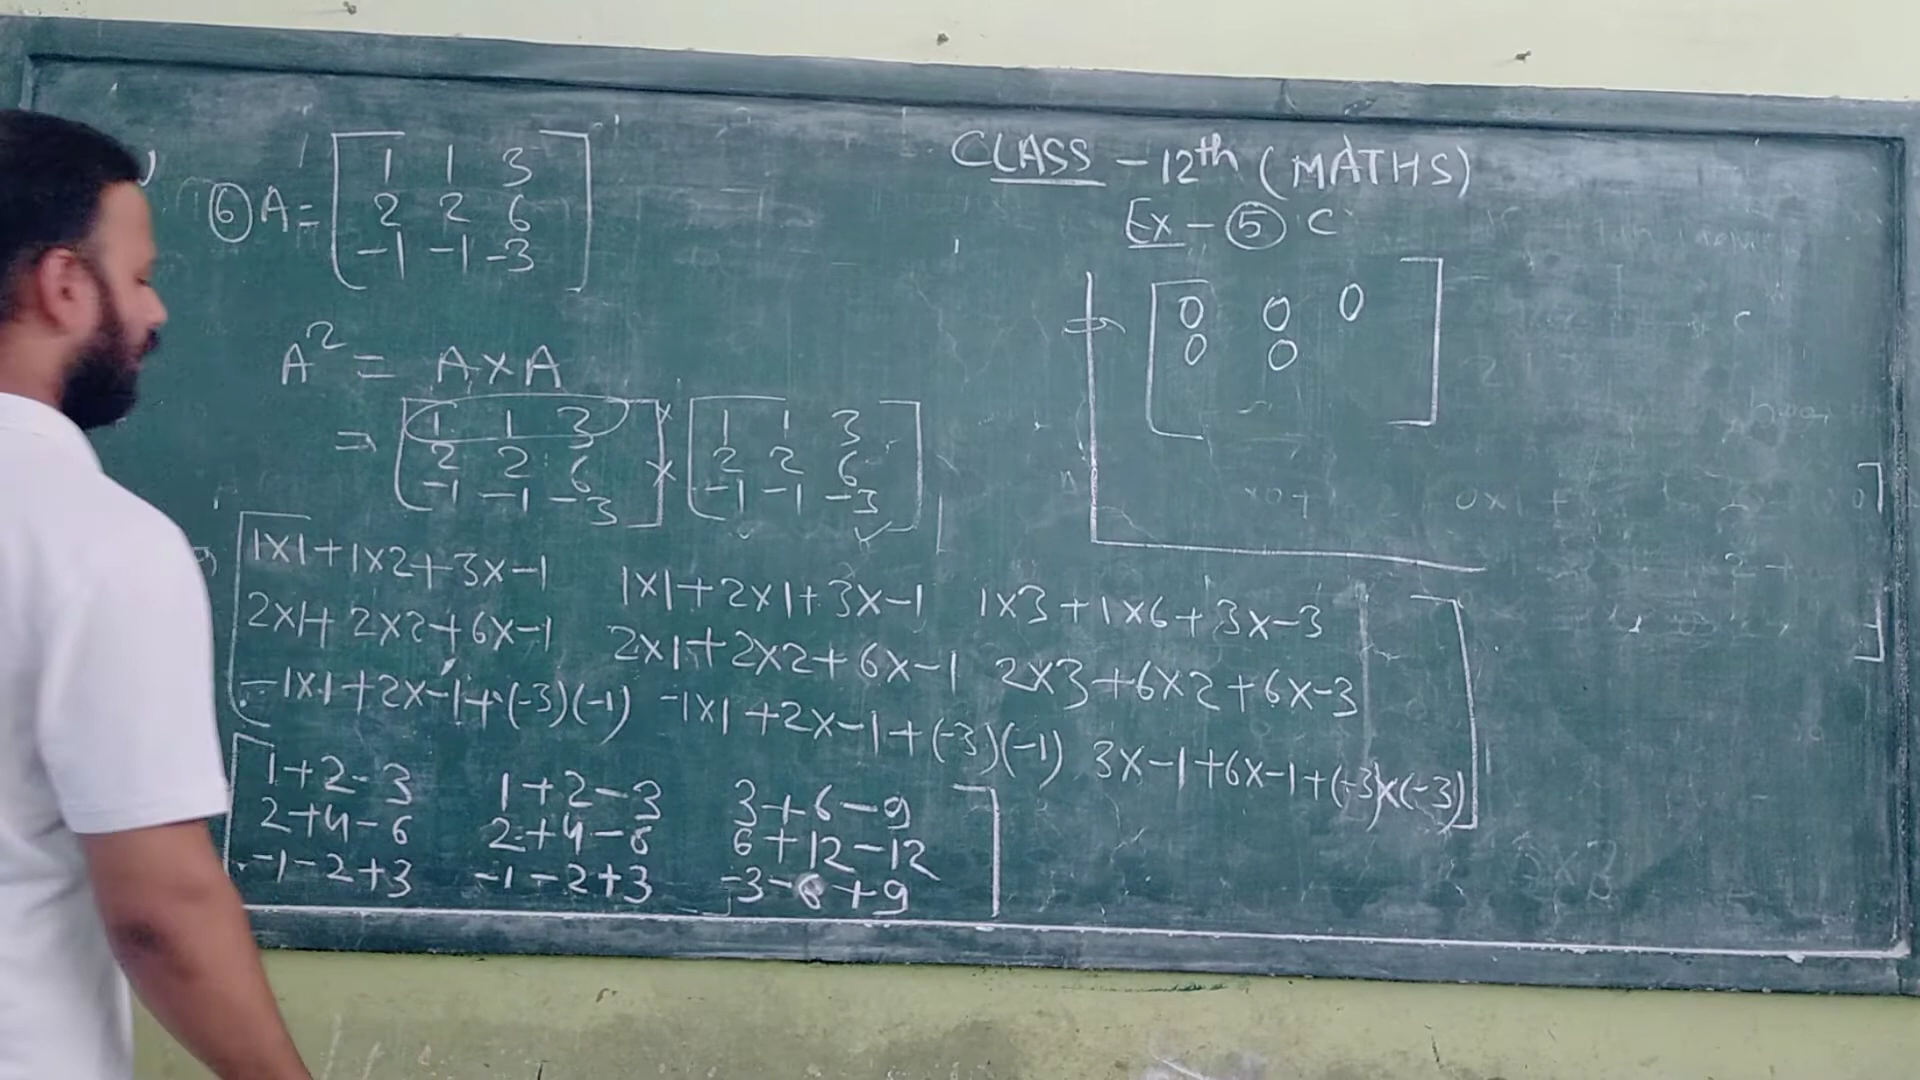 CLASS - 12th (MATHS)
Ex - 5 C
6 A = [ 1 1 3
2 2 6
-1 -1 -3 ]
A² = A × A
⇒ [ 1 1 3 ] × [ 1 1 3 ]
[ 2 2 6 ] × [ 2 2 6 ]
[ -1 -1 -3 ] [ -1 -1 -3 ]
1×1+1×2+3×-1 1×1+2×1+3×-1 1×3+1×6+3×-3
2×1+2×2+6×-1 2×1+2×2+6×-1 2×3+6×2+6×-3
-1×1+2×-1+(-3)(-1) -1×1+2×-1+(-3)(-1) 3×-1+6×-1+(-3)×(-3)
1+2-3 1+2-3 3+6-9
2+4-6 2+4-6 6+12-12
-1-2+3 -1-2+3 -3-6+9
0 0 0
0 0